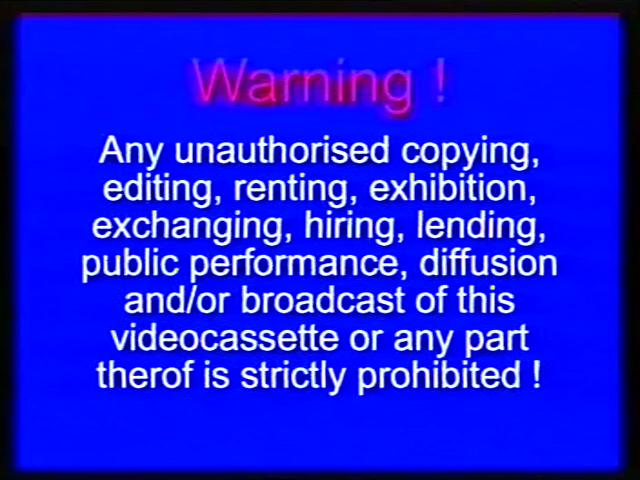 Warning !
Any unauthorised copying,
editing, renting, exhibition,
exchanging, hiring, lending,
public performance, diffusion
and/or broadcast of this
videocassette or any part
therof is strictly prohibited !